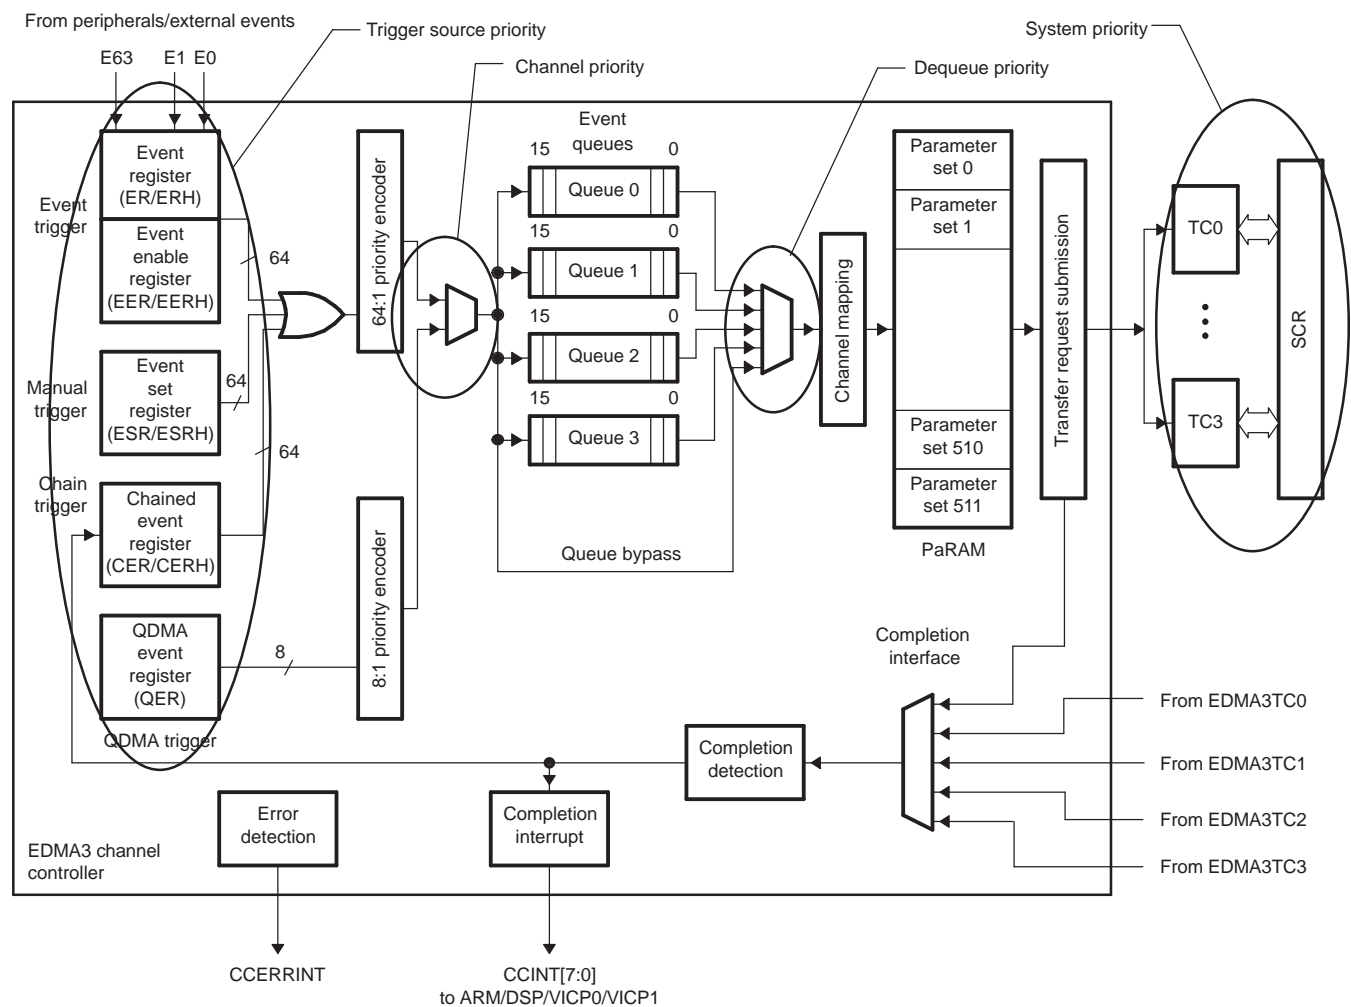 From peripherals/external events
Trigger source priority
System priority
E63 E1 E0
Channel priority
Dequeue priority
Event
register
(ER/ERH)
Event
trigger
Event
enable
register
(EER/EERH)
64
Manual
trigger
Event
set
register
(ESR/ESRH)
64
64
Chain
trigger
Chained
event
register
(CER/CERH)
QDMA
event
register
(QER)
8
QDMA trigger
64:1 priority encoder
8:1 priority encoder
Event
queues
15 0
Queue 0
15 0
Queue 1
15 0
Queue 2
15 0
Queue 3
Queue bypass
Channel mapping
Parameter
set 0
Parameter
set 1
Parameter
set 510
Parameter
set 511
PaRAM
Transfer request submission
TC0
TC3
SCR
Completion
interface
From EDMA3TC0
From EDMA3TC1
From EDMA3TC2
From EDMA3TC3
Completion
detection
Completion
interrupt
Error
detection
EDMA3 channel
controller
CCERRINT
CCINT[7:0]
to ARM/DSP/VICP0/VICP1